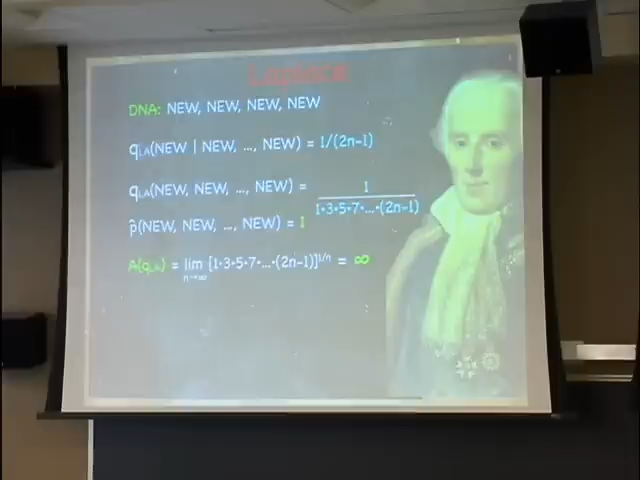 Laplace
DNA: NEW, NEW, NEW, NEW
qLA(NEW | NEW, ..., NEW) = 1/(2n-1)
qLA(NEW, NEW, ..., NEW) = 1 / 1•3•5•7•...•(2n-1)
p̂(NEW, NEW, ..., NEW) = 1
A(qLA) = lim n→∞ [1•3•5•7•...•(2n-1)]^1/n = ∞